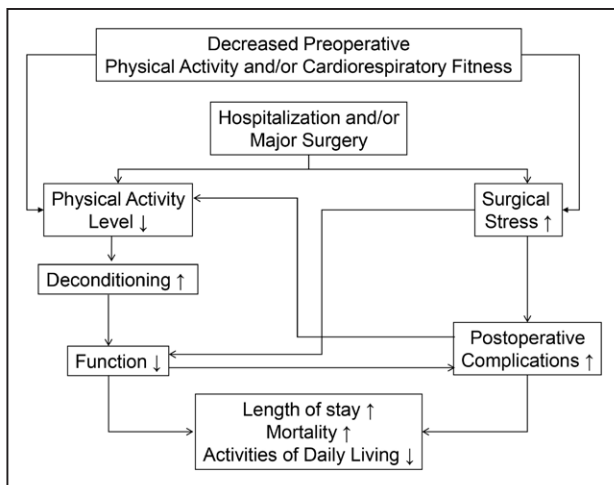 Decreased Preoperative
Physical Activity and/or Cardiorespiratory Fitness
Hospitalization and/or
Major Surgery
Physical Activity
Level ↓
Surgical
Stress ↑
Deconditioning ↑
Function ↓
Postoperative
Complications ↑
Length of stay ↑
Mortality ↑
Activities of Daily Living ↓